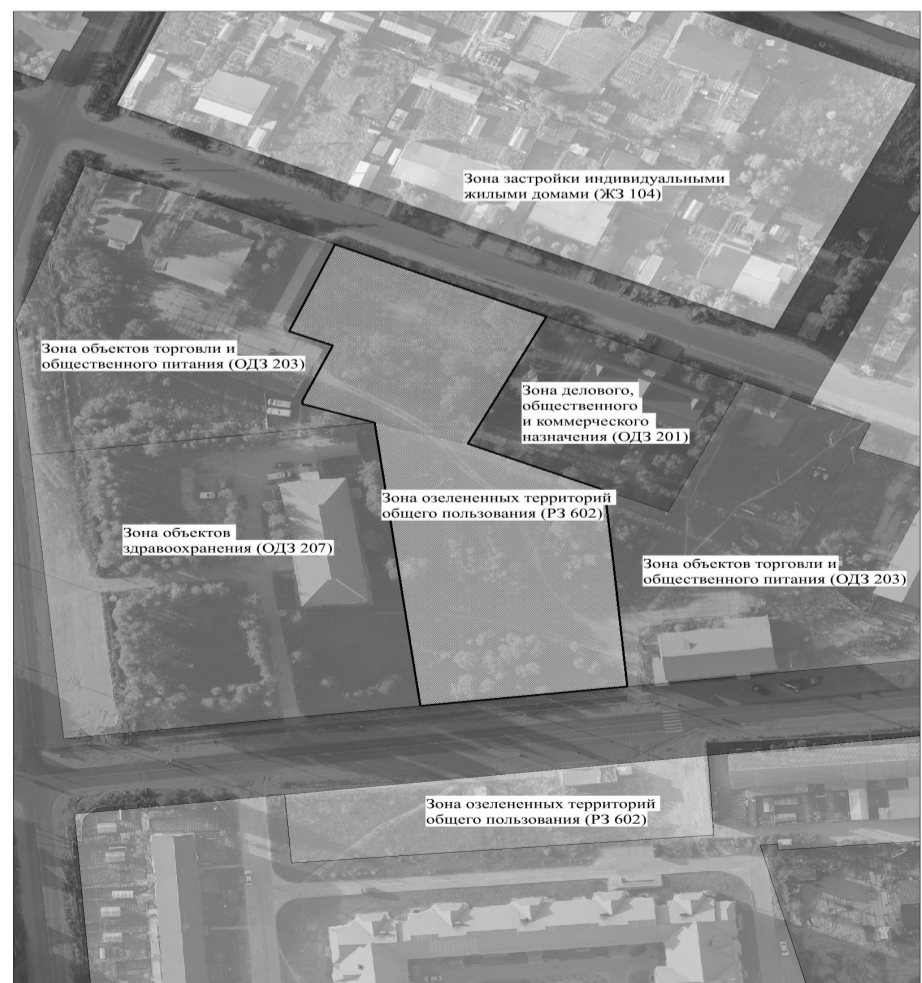 Зона застройки индивидуальными
жилыми домами (ЖЗ 104)
Зона объектов торговли и
общественного питания (ОДЗ 203)
Зона делового,
общественного
и коммерческого
назначения (ОДЗ 201)
Зона озелененных территорий
общего пользования (РЗ 602)
Зона объектов
здравоохранения (ОДЗ 207)
Зона объектов торговли и
общественного питания (ОДЗ 203)
Зона озелененных территорий
общего пользования (РЗ 602)